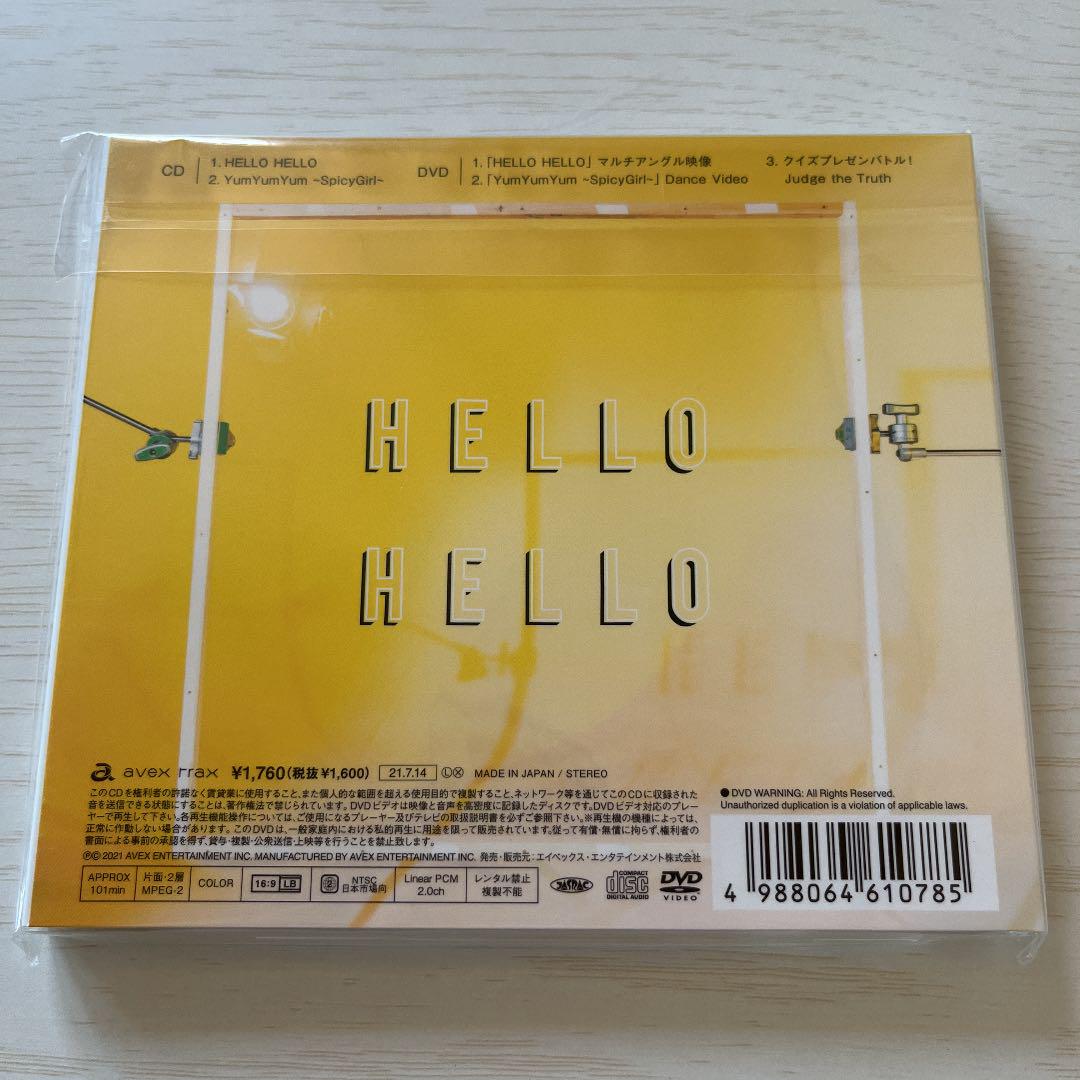 CD
1. HELLO HELLO
2. YumYumYum ~SpicyGirl~
DVD
1.「HELLO HELLO」マルチアングル映像
2.「YumYumYum ~SpicyGirl~」Dance Video
3. クイズプレゼンバトル！
Judge the Truth
HELLO
HELLO
avex trax ¥1,760(税抜¥1,600) 21.7.14 Ⓛ MADE IN JAPAN / STEREO
このCDを権利者の許諾なく賃貸業に使用すること、また個人的な範囲を超える使用目的で複製すること、ネットワーク等を通じてこのCDに収録された
音を送信できる状態にすることは、著作権法で禁じられています。DVDビデオは映像と音声を高密度に記録したディスクです。DVDビデオ対応のプレー
ヤーで再生して下さい。各再生機能操作については、ご使用になるプレーヤー及びテレビの取扱説明書を必ずご参照下さい。※再生機の機種によっては、
正常に作動しない場合があります。このDVDは、一般家庭内における私的再生に用途を限って販売されています。従って有償・無償に拘らず、権利者の
書面による事前の承認を得ず、貸与・複製・公衆送信・上映等を行うことを禁止致します。
Ⓟ© 2021 AVEX ENTERTAINMENT INC. MANUFACTURED BY AVEX ENTERTAINMENT INC. 発売・販売元：エイベックス・エンタテインメント株式会社
APPROX
101min
片面・2層
MPEG-2
COLOR
16:9 LB
2
NTSC
日本市場向
Linear PCM
2.0ch
レンタル禁止
複製不能
JASRAC
COMPACT
disc
DIGITAL AUDIO
DVD
VIDEO
● DVD WARNING: All Rights Reserved.
Unauthorized duplication is a violation of applicable laws.
4 988064 610785